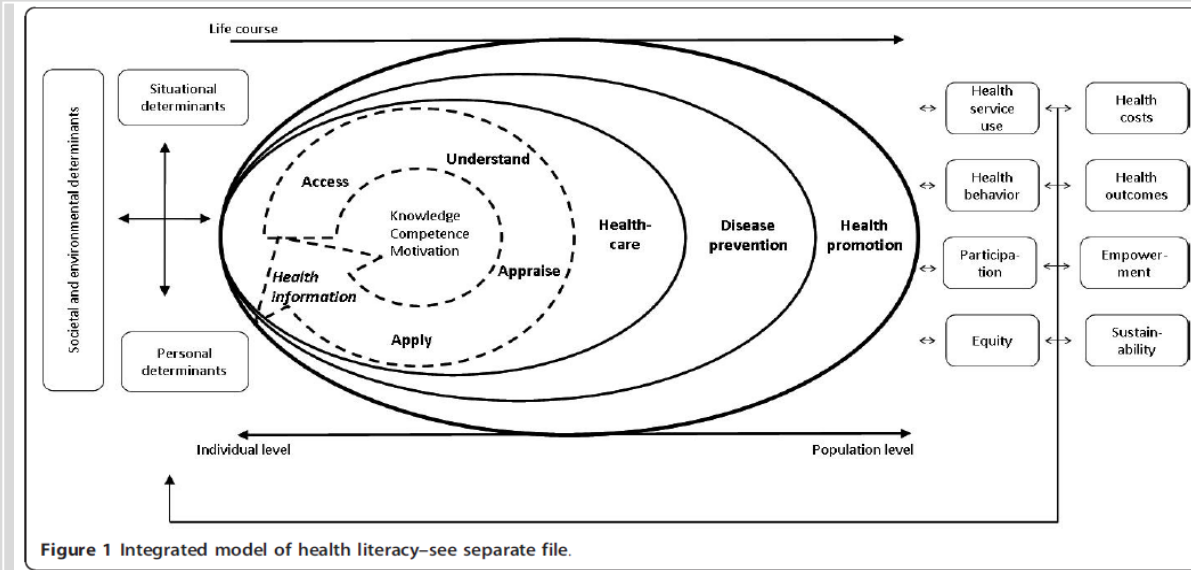 Life course
Societal and environmental determinants
Situational
determinants
Personal
determinants
Access
Understand
Knowledge
Competence
Motivation
Health
information
Appraise
Apply
Health-
care
Disease
prevention
Health
promotion
Health
service
use
Health
costs
Health
behavior
Health
outcomes
Participa-
tion
Empower-
ment
Equity
Sustain-
ability
Individual level
Population level
Figure 1 Integrated model of health literacy–see separate file.